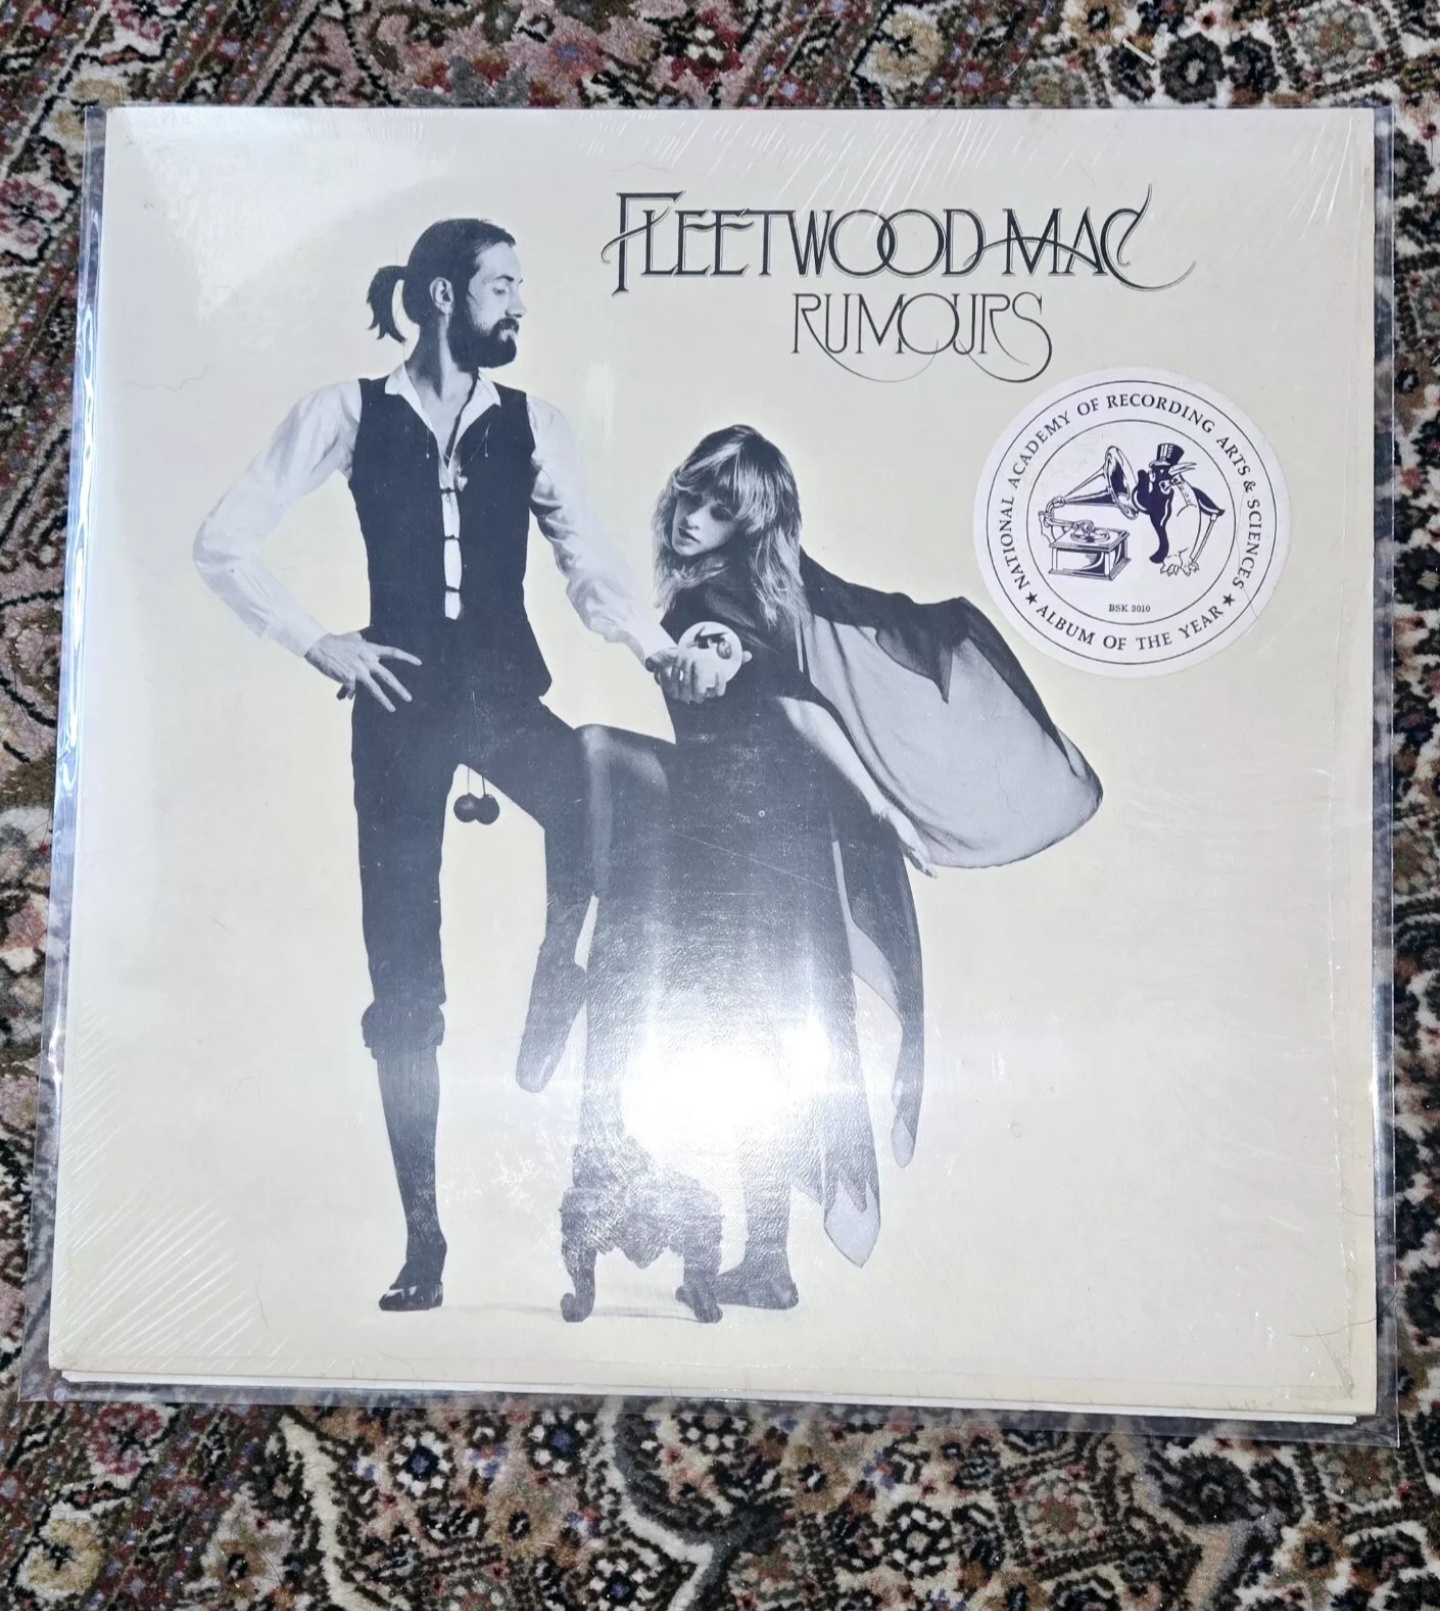 FLEETWOOD MAC
RUMOURS
NATIONAL ACADEMY OF RECORDING ARTS & SCIENCES
BSK 3010
★ ALBUM OF THE YEAR ★